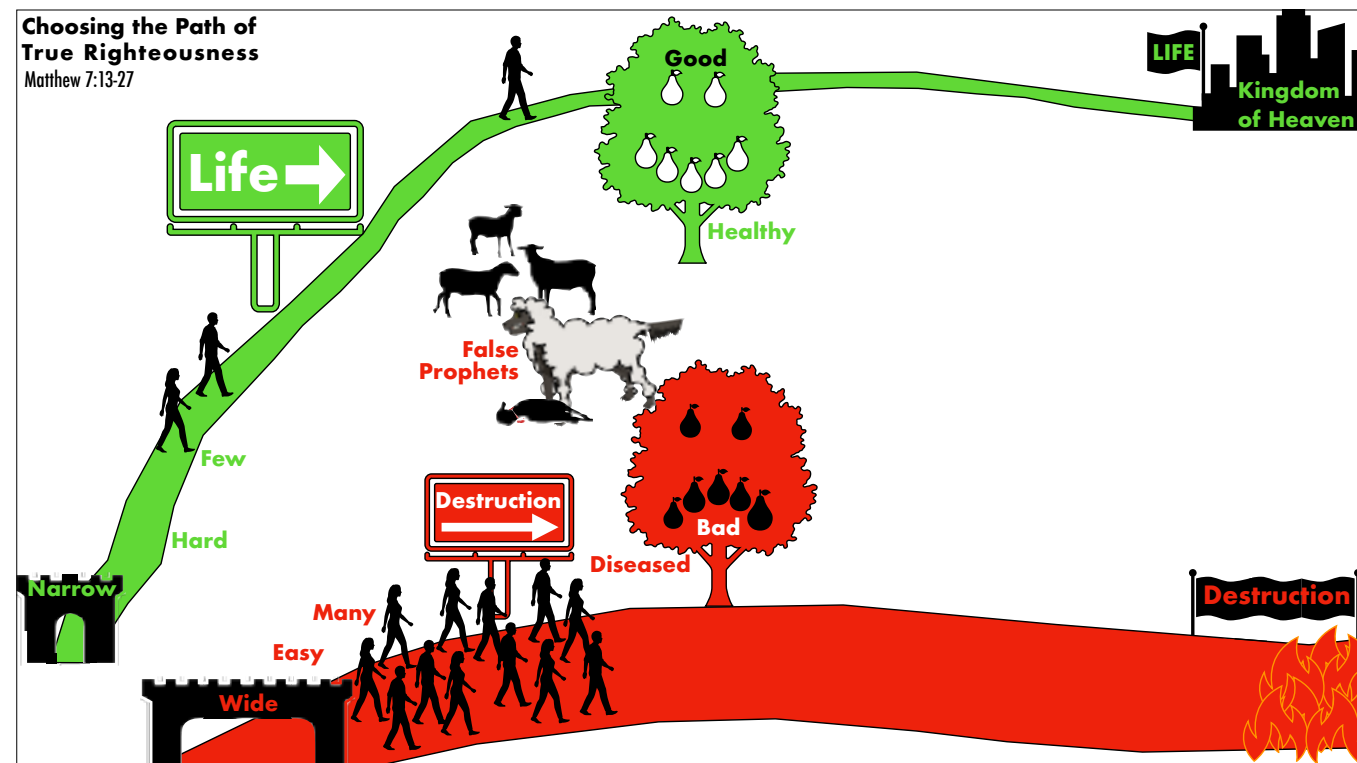 Choosing the Path of
True Righteousness
Matthew 7:13-27
Good
LIFE
Kingdom
of Heaven
Life
Healthy
False
Prophets
Few
Destruction
Bad
Hard
Diseased
Narrow
Destruction
Many
Easy
Wide